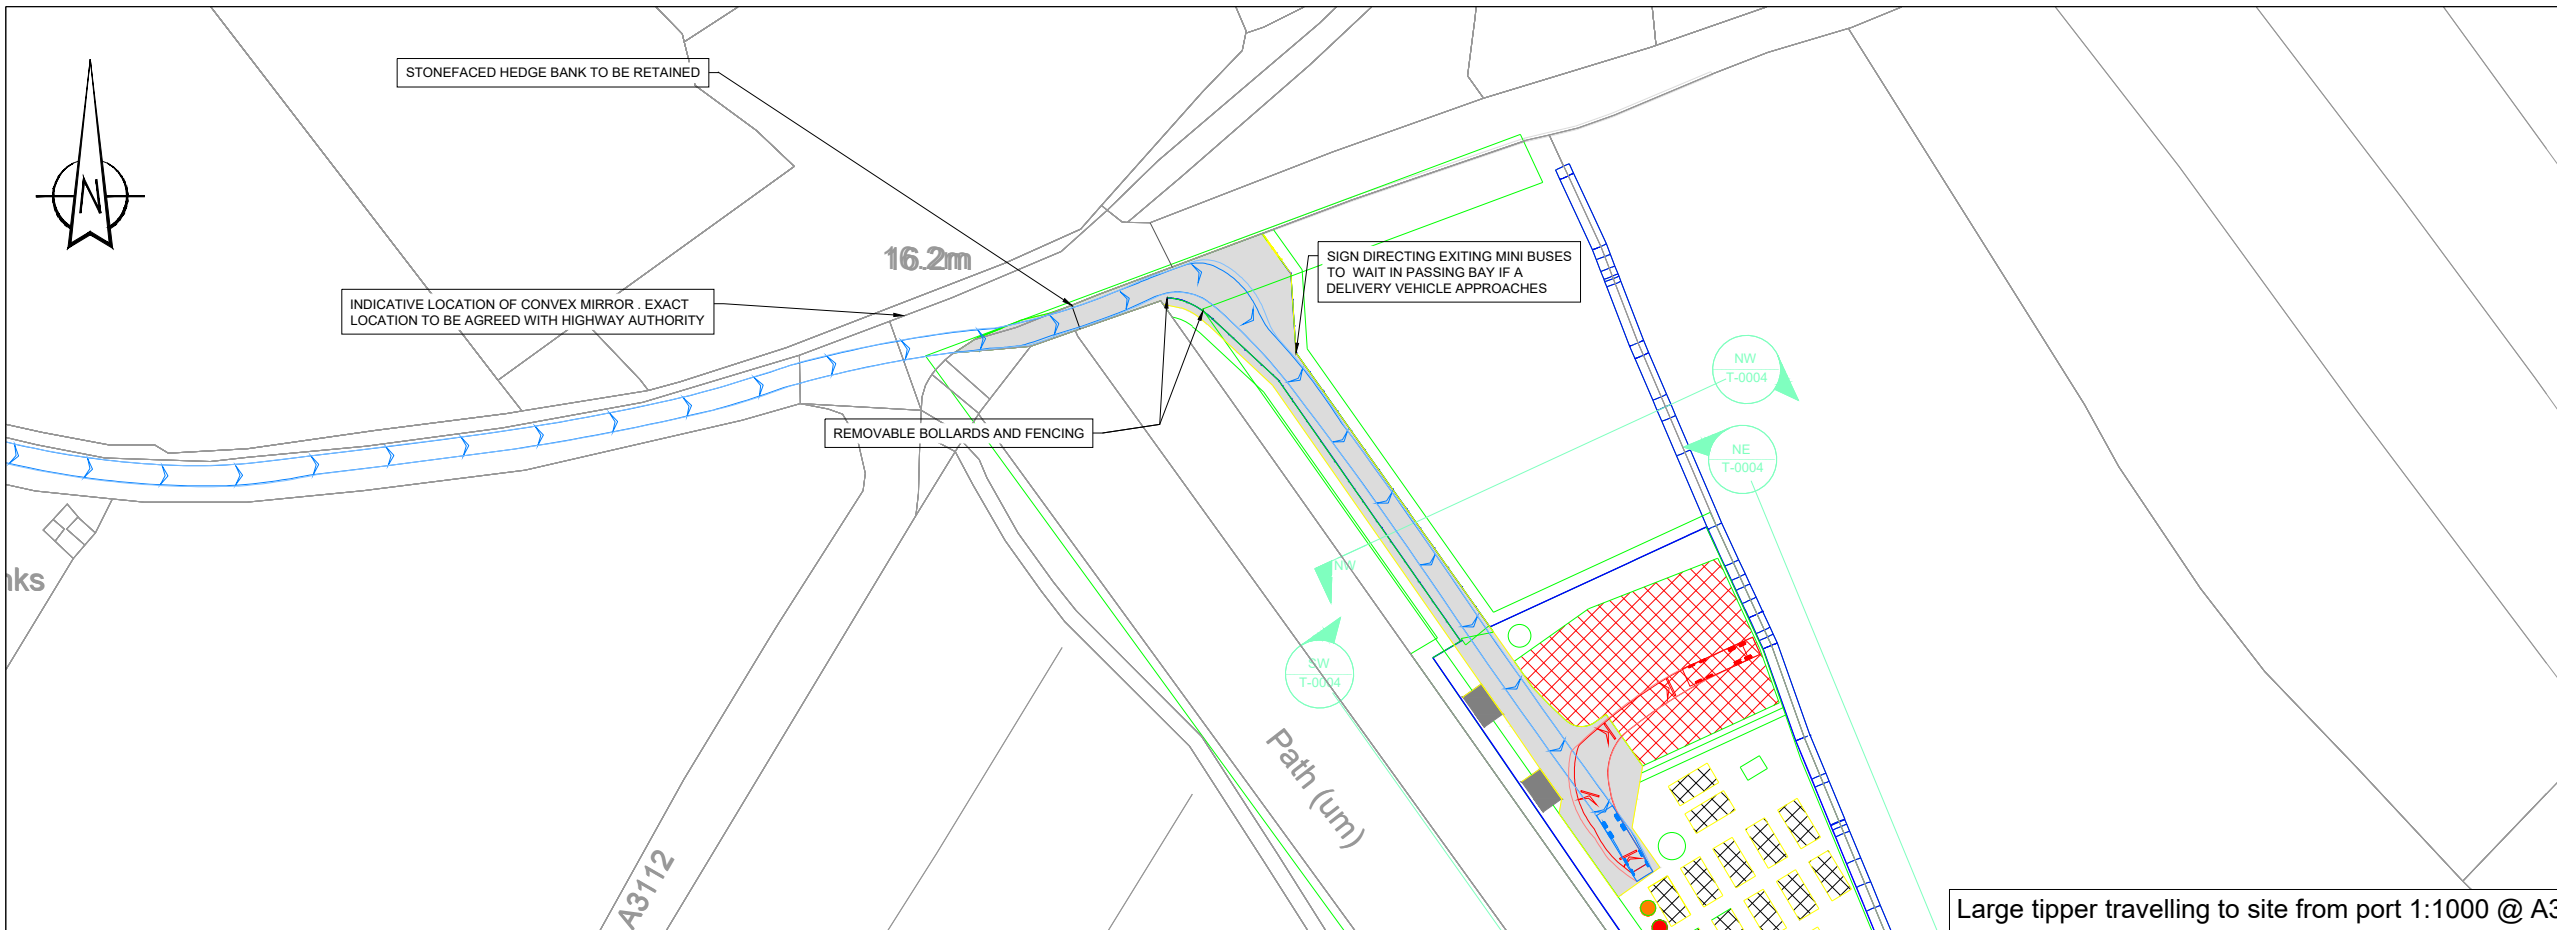 STONEFACED HEDGE BANK TO BE RETAINED
N
16.2m
SIGN DIRECTING EXITING MINI BUSES
TO WAIT IN PASSING BAY IF A
DELIVERY VEHICLE APPROACHES
INDICATIVE LOCATION OF CONVEX MIRROR . EXACT
LOCATION TO BE AGREED WITH HIGHWAY AUTHORITY
NW
T-0004
REMOVABLE BOLLARDS AND FENCING
NE
T-0004
NW
nks
SW
T-0004
Path (um)
A3112
Large tipper travelling to site from port 1:1000 @ A3